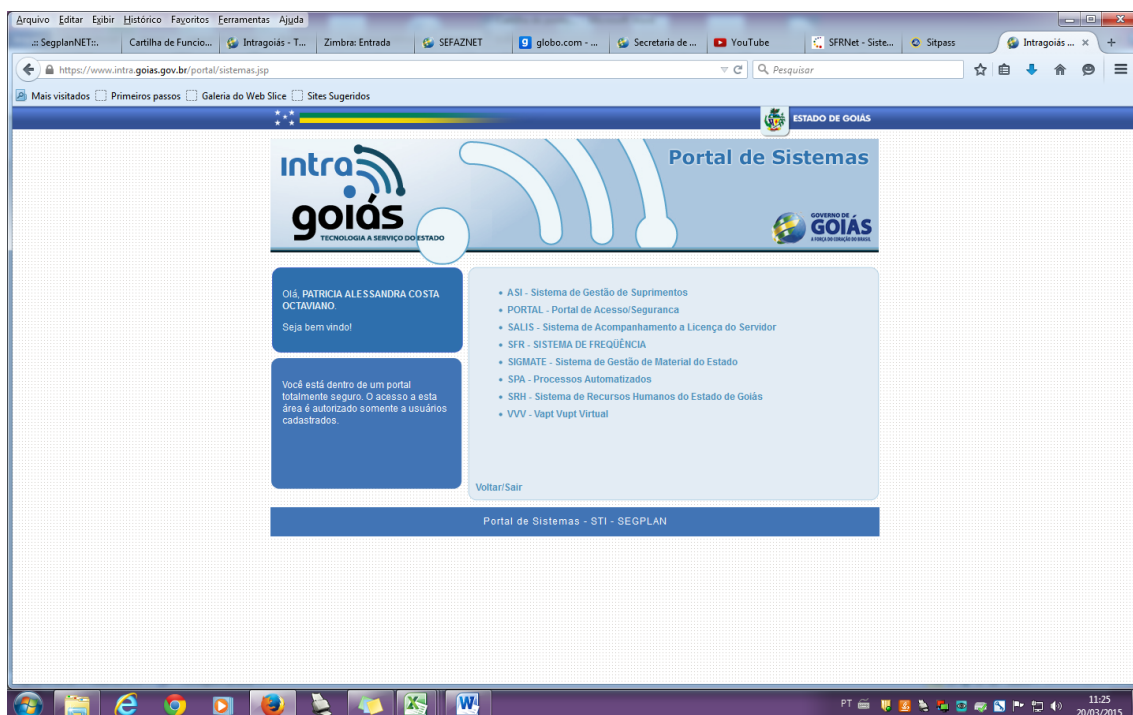 Arquivo Editar Exibir Histórico Favoritos Ferramentas Ajuda
.:: SegplanNET::. Cartilha de Funcio... Intragoiás - T... Zimbra: Entrada SEFAZNET globo.com - ... Secretaria de ... YouTube SFRNet - Siste... Sitpass Intragoiás ...
https://www.intra.goias.gov.br/portal/sistemas.jsp Pesquisar
Mais visitados Primeiros passos Galeria do Web Slice Sites Sugeridos
ESTADO DE GOIÁS
Intra
goiás
TECNOLOGIA A SERVIÇO DO ESTADO
Portal de Sistemas
GOVERNO DE
GOIÁS
A FORÇA DO CORAÇÃO DO BRASIL
Olá, PATRICIA ALESSANDRA COSTA
OCTAVIANO.
Seja bem vindo!
Você está dentro de um portal
totalmente seguro. O acesso a esta
área é autorizado somente a usuários
cadastrados.
• ASI - Sistema de Gestão de Suprimentos
• PORTAL - Portal de Acesso/Seguranca
• SALIS - Sistema de Acompanhamento a Licença do Servidor
• SFR - SISTEMA DE FREQÜÊNCIA
• SIGMATE - Sistema de Gestão de Material do Estado
• SPA - Processos Automatizados
• SRH - Sistema de Recursos Humanos do Estado de Goiás
• VVV - Vapt Vupt Virtual
Voltar/Sair
Portal de Sistemas - STI - SEGPLAN
PT 11:25
20/03/2015